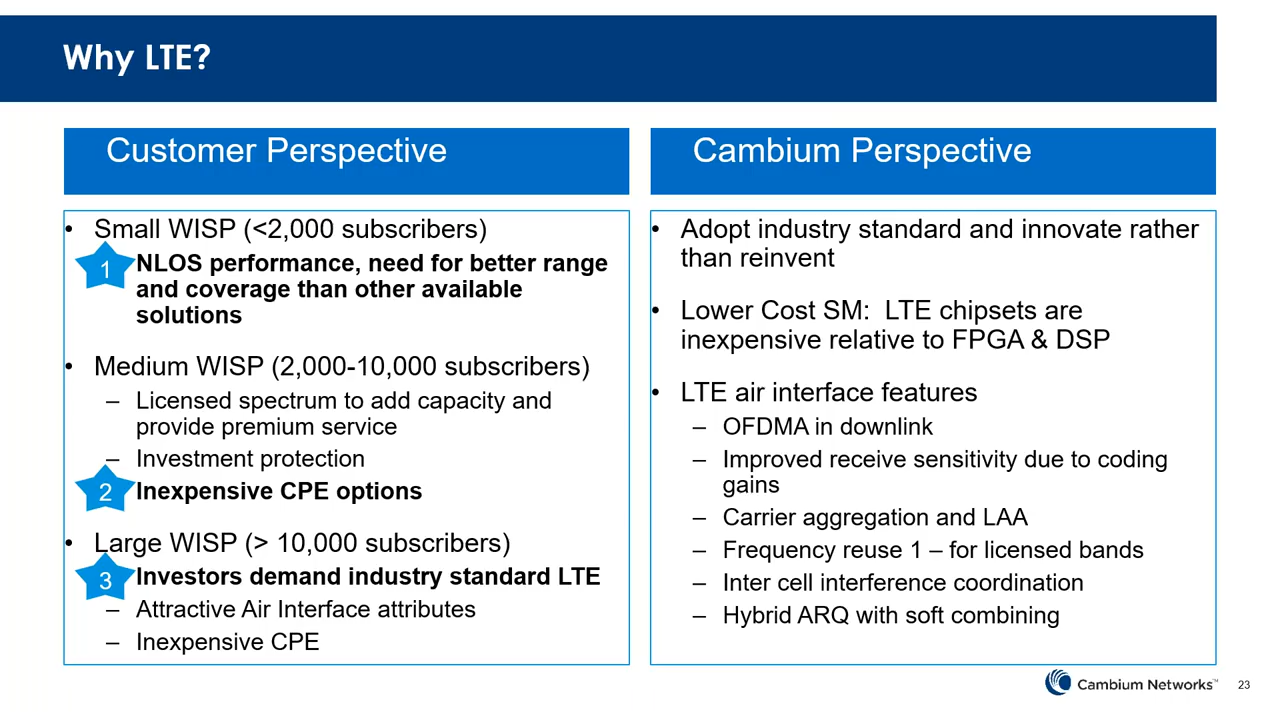 Why LTE?
Customer Perspective
• Small WISP (<2,000 subscribers)
1 NLOS performance, need for better range
and coverage than other available
solutions
• Medium WISP (2,000-10,000 subscribers)
– Licensed spectrum to add capacity and
provide premium service
– Investment protection
2 Inexpensive CPE options
• Large WISP (> 10,000 subscribers)
3 Investors demand industry standard LTE
– Attractive Air Interface attributes
– Inexpensive CPE
Cambium Perspective
• Adopt industry standard and innovate rather
than reinvent
• Lower Cost SM:  LTE chipsets are
inexpensive relative to FPGA & DSP
• LTE air interface features
– OFDMA in downlink
– Improved receive sensitivity due to coding
gains
– Carrier aggregation and LAA
– Frequency reuse 1 – for licensed bands
– Inter cell interference coordination
– Hybrid ARQ with soft combining
Cambium Networks™
23